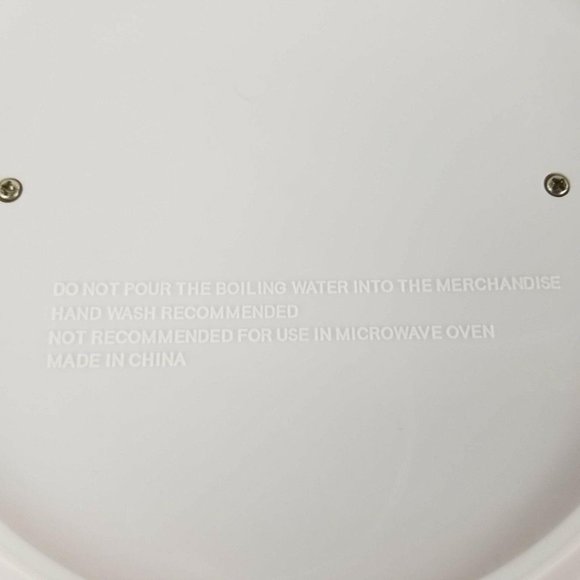 DO NOT POUR THE BOILING WATER INTO THE MERCHANDISE
HAND WASH RECOMMENDED
NOT RECOMMENDED FOR USE IN MICROWAVE OVEN
MADE IN CHINA